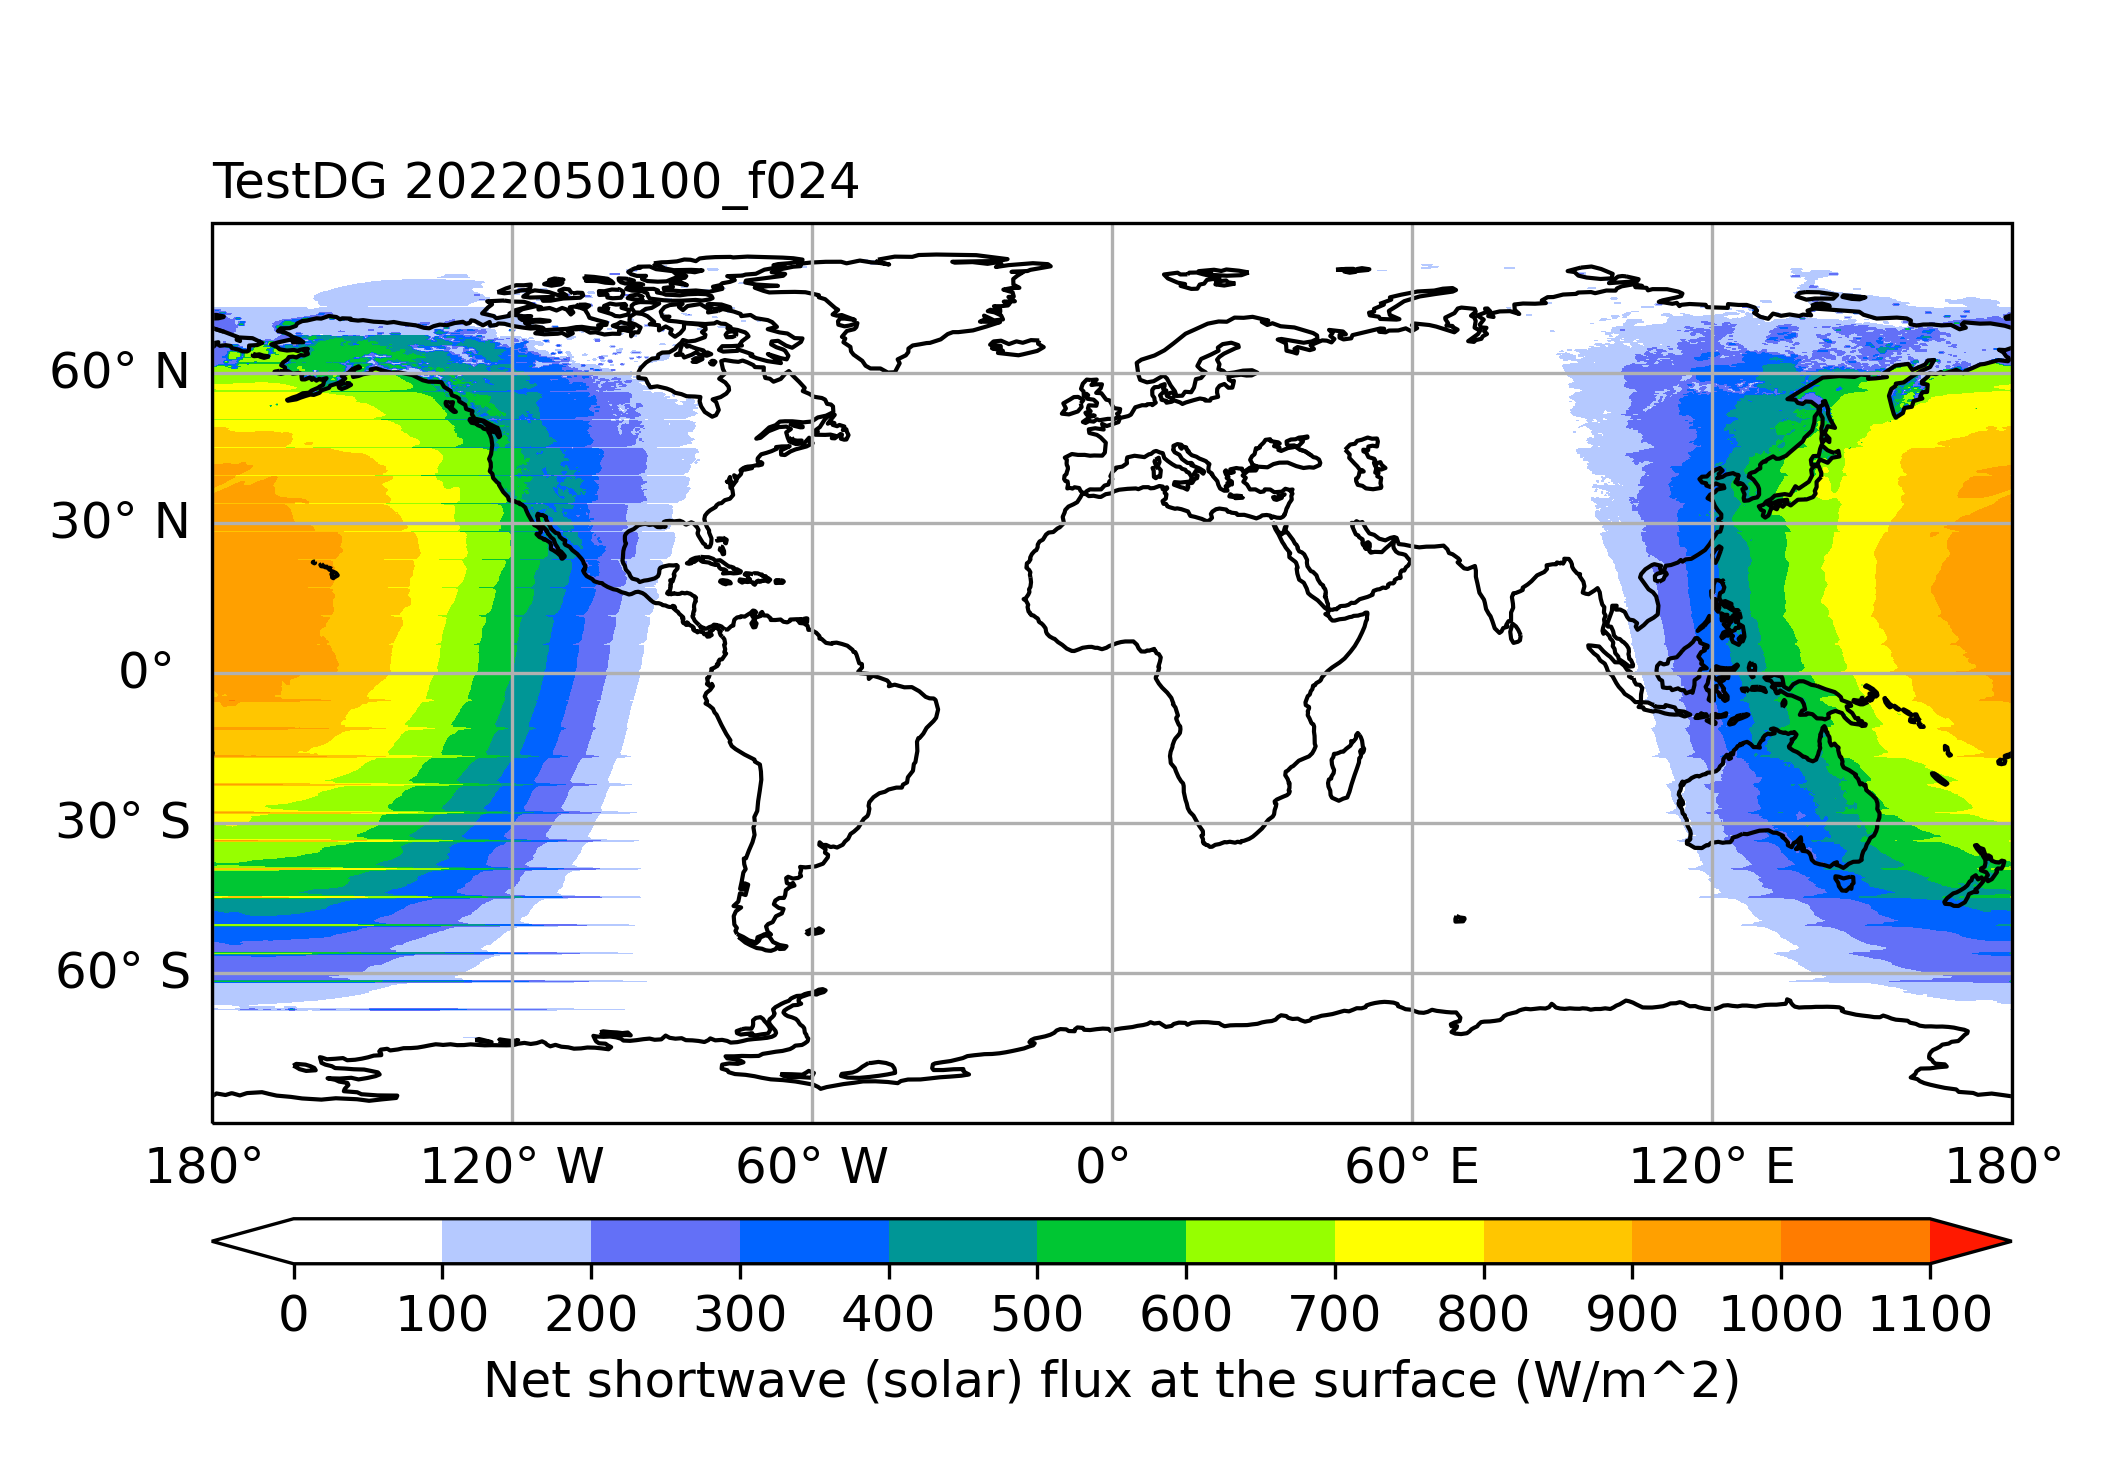 TestDG 2022050100_f024
60° N
30° N
0°
30° S
60° S
180° 120° W 60° W 0° 60° E 120° E 180°
0 100 200 300 400 500 600 700 800 900 1000 1100
Net shortwave (solar) flux at the surface (W/m^2)